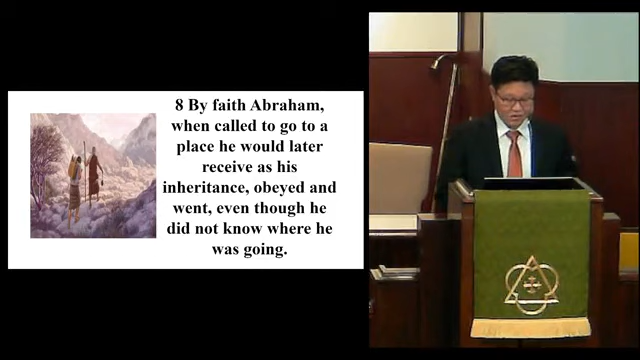 8 By faith Abraham,
when called to go to a
place he would later
receive as his
inheritance, obeyed and
went, even though he
did not know where he
was going.